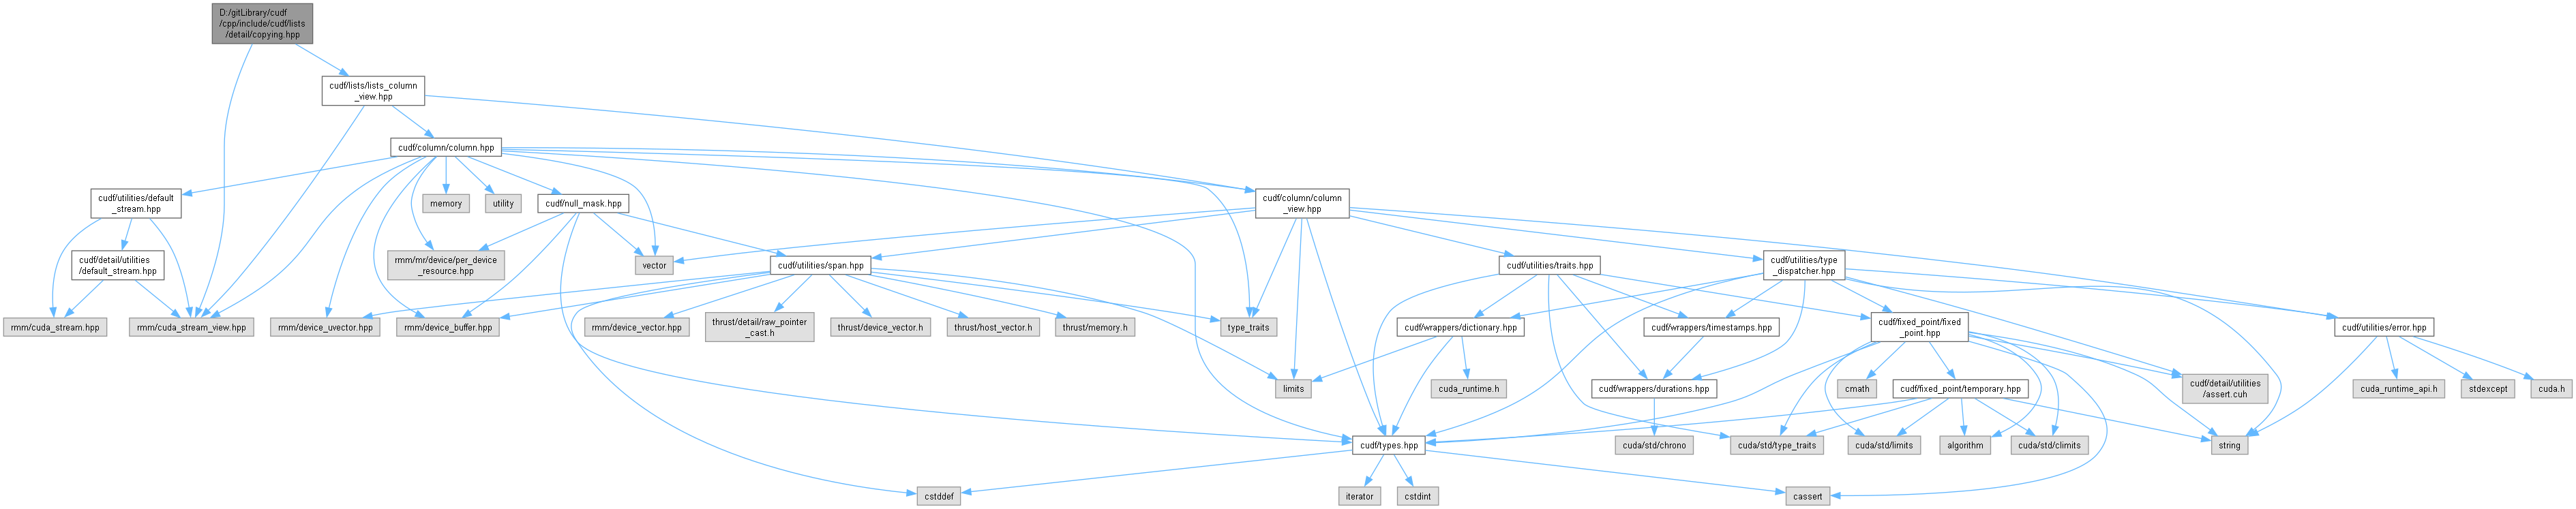 D:/gitLibrary/cudf
/cpp/include/cudf/lists
/detail/copying.hpp
cudf/lists/lists_column
_view.hpp
cudf/column/column.hpp
cudf/utilities/default
_stream.hpp
memory
utility
cudf/null_mask.hpp
cudf/column/column
_view.hpp
cudf/detail/utilities
/default_stream.hpp
rmm/mr/device/per_device
_resource.hpp
vector
cudf/utilities/span.hpp
cudf/utilities/traits.hpp
cudf/utilities/type
_dispatcher.hpp
rmm/cuda_stream.hpp
rmm/cuda_stream_view.hpp
rmm/device_uvector.hpp
rmm/device_buffer.hpp
rmm/device_vector.hpp
thrust/detail/raw_pointer
_cast.h
thrust/device_vector.h
thrust/host_vector.h
thrust/memory.h
type_traits
cudf/wrappers/dictionary.hpp
cudf/wrappers/timestamps.hpp
cudf/fixed_point/fixed
_point.hpp
cudf/utilities/error.hpp
limits
cuda_runtime.h
cudf/wrappers/durations.hpp
cmath
cudf/fixed_point/temporary.hpp
cudf/detail/utilities
/assert.cuh
cuda_runtime_api.h
stdexcept
cuda.h
cudf/types.hpp
cuda/std/chrono
cuda/std/type_traits
cuda/std/limits
algorithm
cuda/std/climits
string
cstddef
iterator
cstdint
cassert